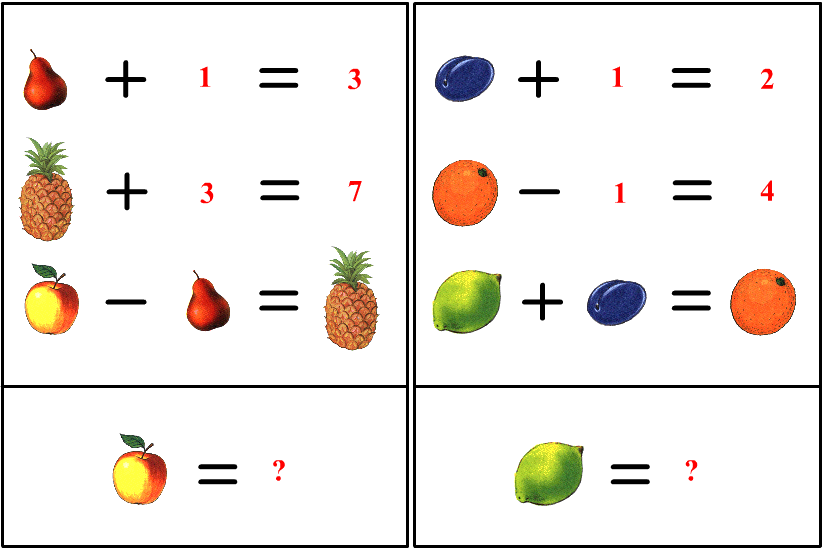 + 1 = 3
+ 3 = 7
− =
= ?
+ 1 = 2
− 1 = 4
+ =
= ?